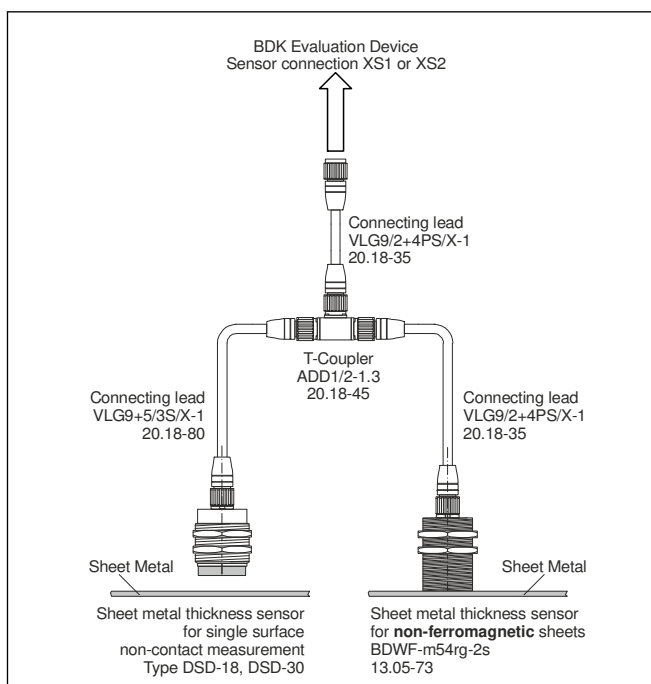 BDK Evaluation Device
Sensor connection XS1 or XS2
Connecting lead
VLG9/2+4PS/X-1
20.18-35
T-Coupler
ADD1/2-1.3
20.18-45
Connecting lead
VLG9+5/3S/X-1
20.18-80
Connecting lead
VLG9/2+4PS/X-1
20.18-35
Sheet Metal
Sheet Metal
Sheet metal thickness sensor
for single surface
non-contact measurement
Type DSD-18, DSD-30
Sheet metal thickness sensor
for non-ferromagnetic sheets
BDWF-m54rg-2s
13.05-73